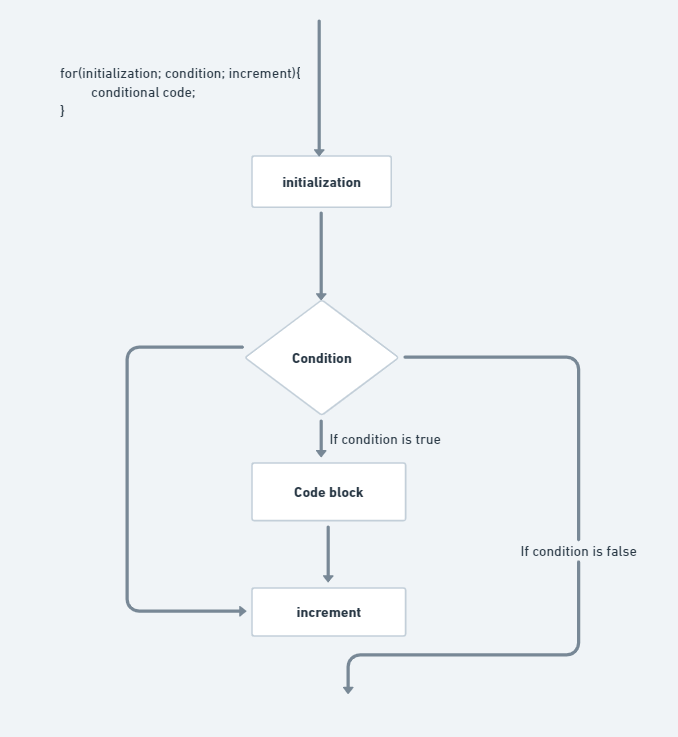 for(initialization; condition; increment){
conditional code;
}
initialization
Condition
If condition is true
Code block
If condition is false
increment